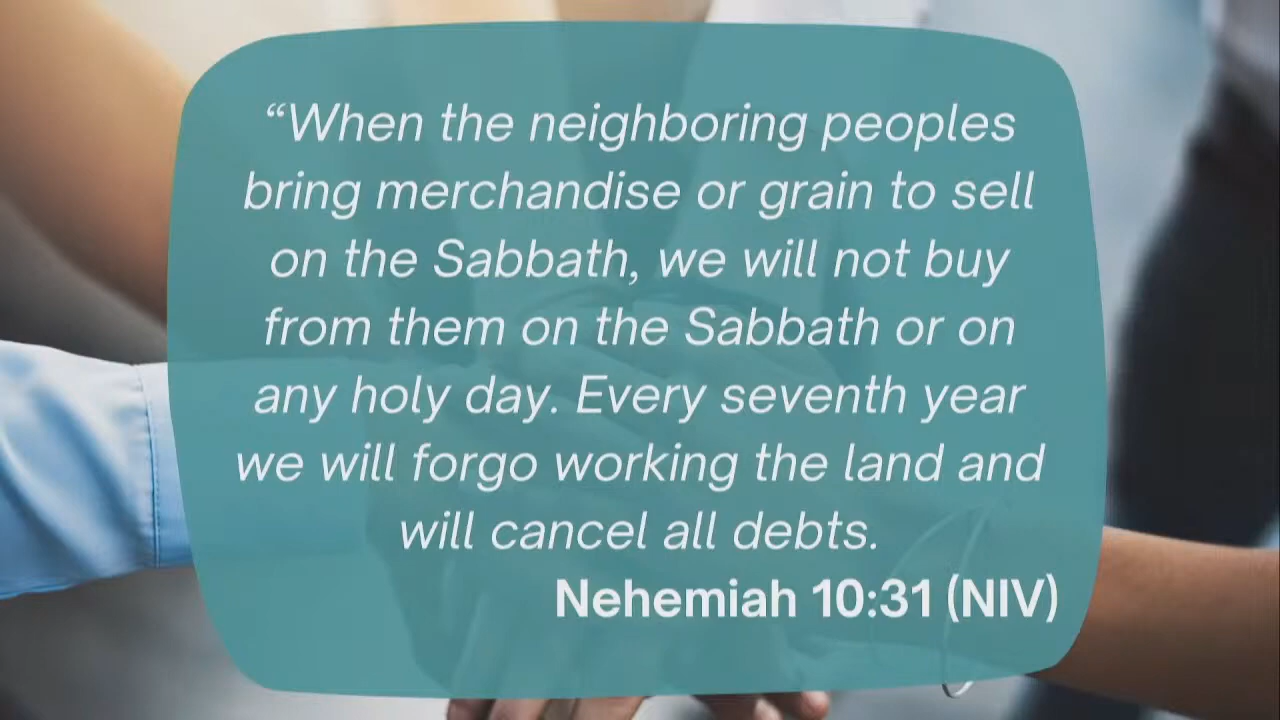 “When the neighboring peoples
bring merchandise or grain to sell
on the Sabbath, we will not buy
from them on the Sabbath or on
any holy day. Every seventh year
we will forgo working the land and
will cancel all debts.
Nehemiah 10:31 (NIV)